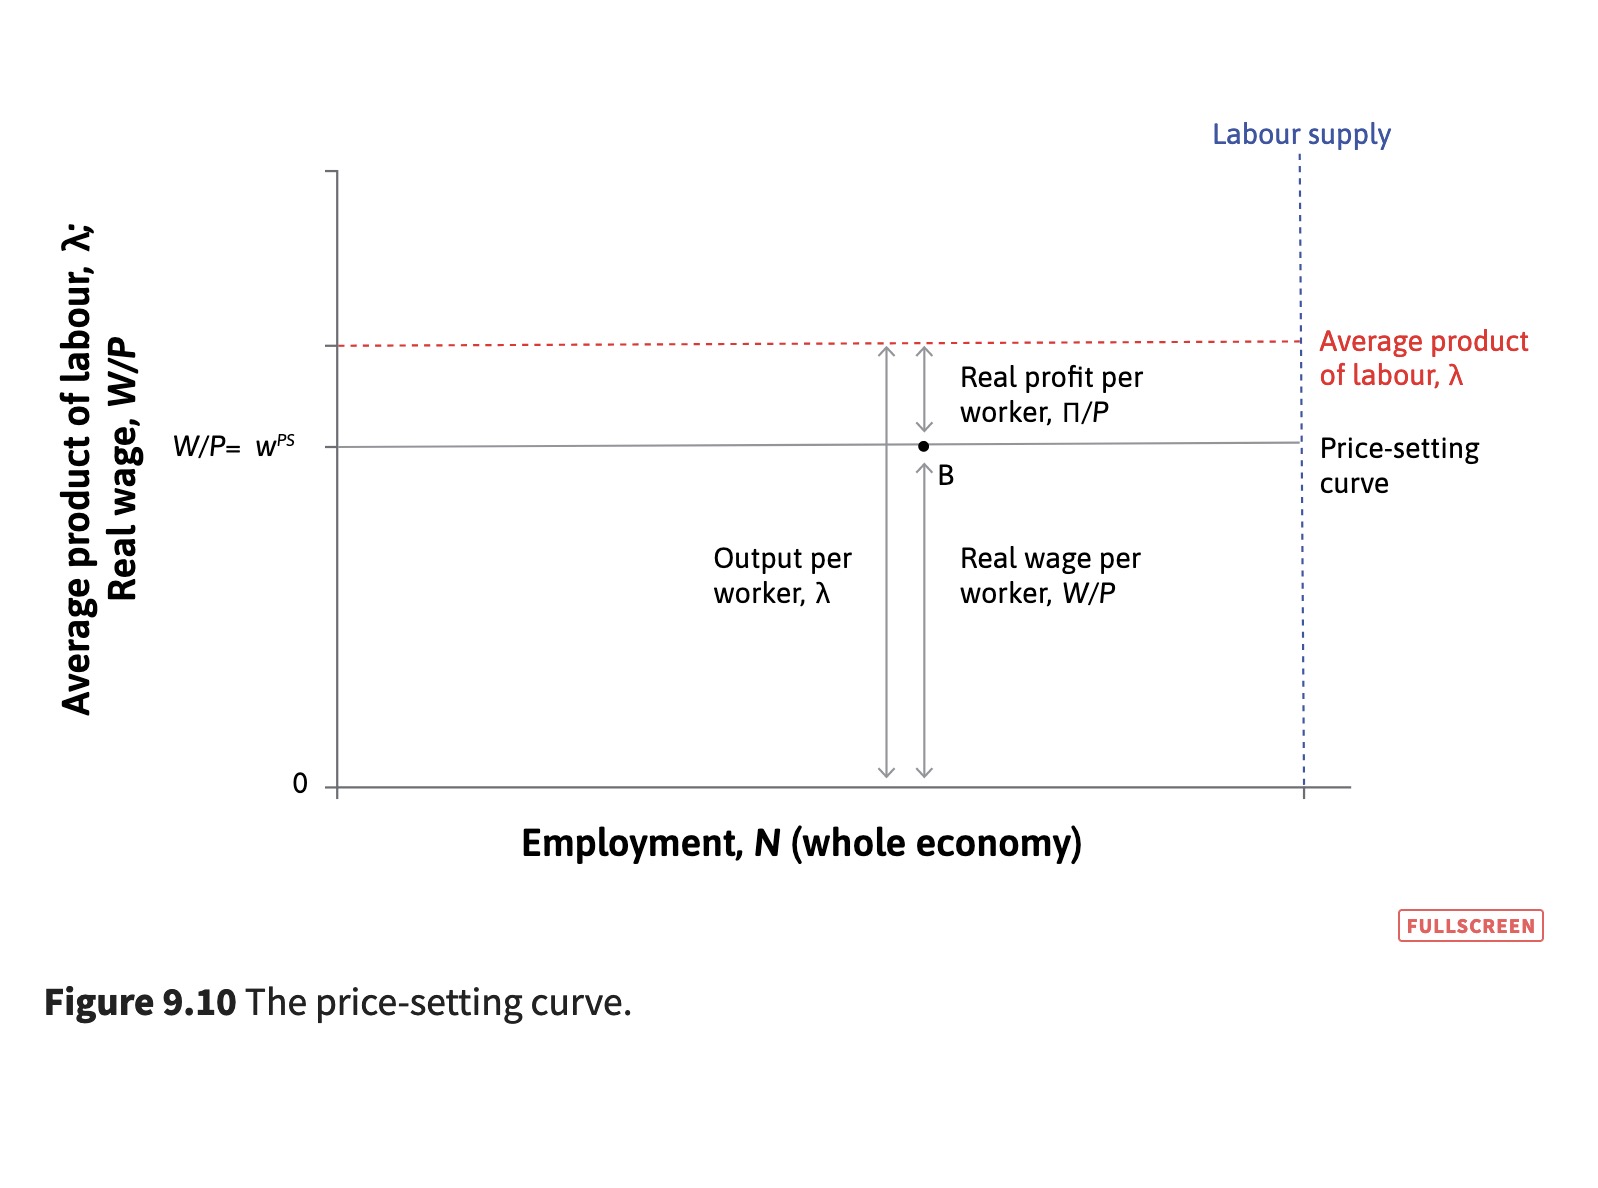 Labour supply
Average product of labour, λ;
Real wage, W/P
Average product
of labour, λ
Real profit per
worker, Π/P
W/P= wᴾˢ
Price-setting
curve
B
Output per
worker, λ
Real wage per
worker, W/P
0
Employment, N (whole economy)
FULLSCREEN
Figure 9.10 The price-setting curve.